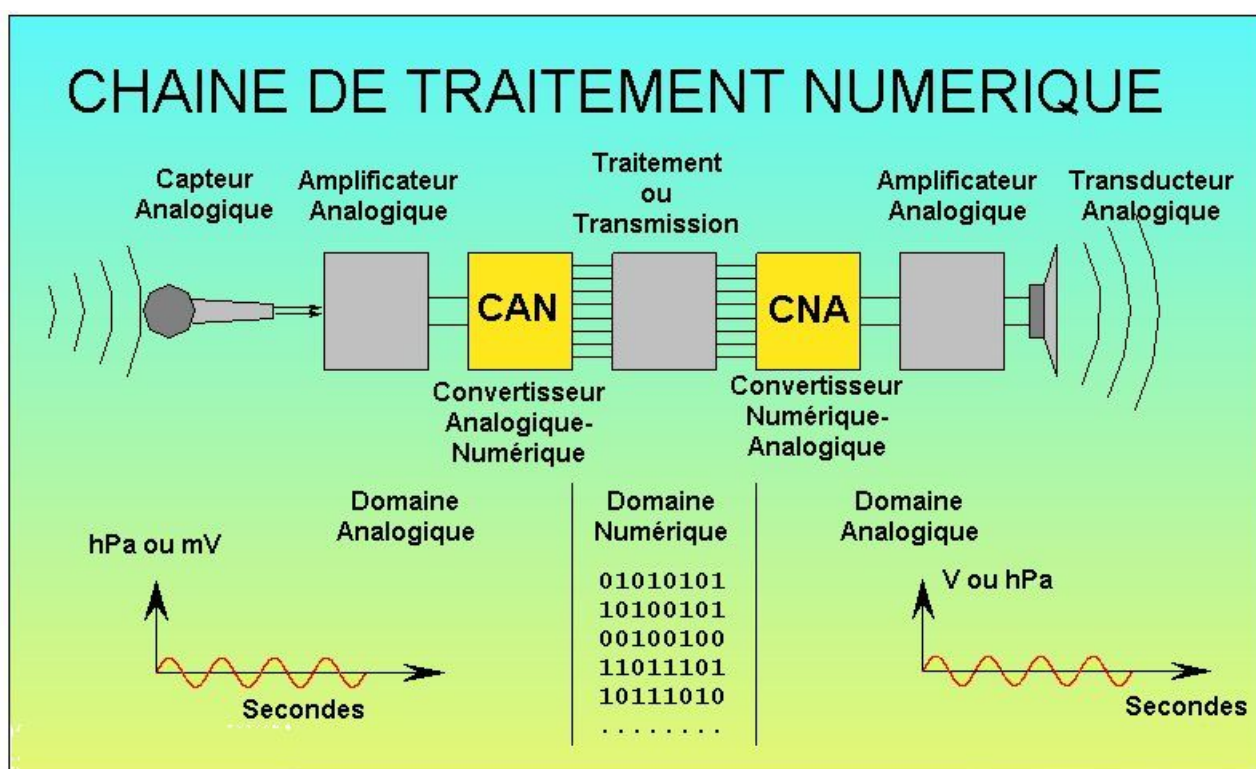 CHAINE DE TRAITEMENT NUMERIQUE
Capteur
Analogique
Amplificateur
Analogique
Traitement
ou
Transmission
Amplificateur
Analogique
Transducteur
Analogique
CAN
CNA
Convertisseur
Analogique-
Numérique
Convertisseur
Numérique-
Analogique
Domaine
Analogique
Domaine
Numérique
Domaine
Analogique
hPa ou mV
Secondes
01010101
10100101
00100100
11011101
10111010
. . . . . . . .
V ou hPa
Secondes